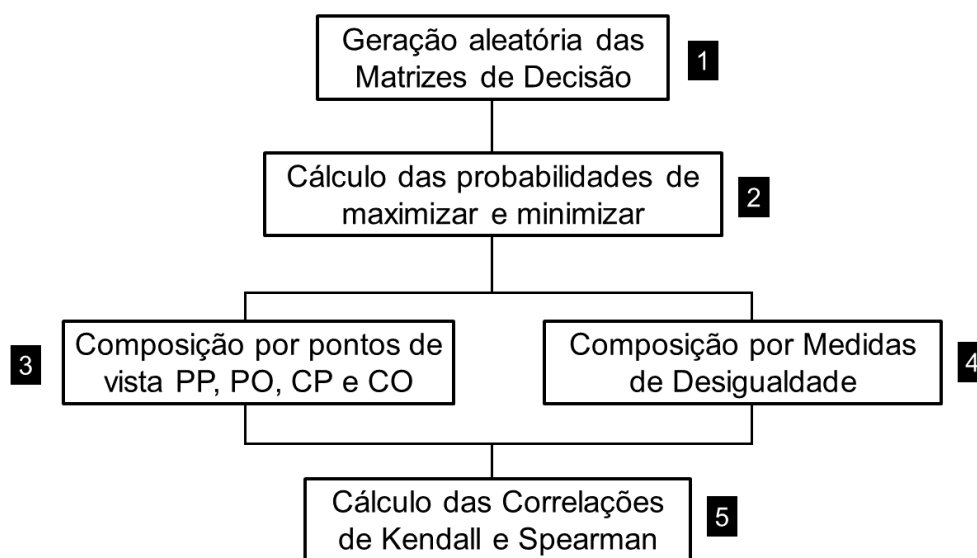 Geração aleatória das
Matrizes de Decisão
1
Cálculo das probabilidades de
maximizar e minimizar
2
3
Composição por pontos de
vista PP, PO, CP e CO
Composição por Medidas
de Desigualdade
4
Cálculo das Correlações
de Kendall e Spearman
5